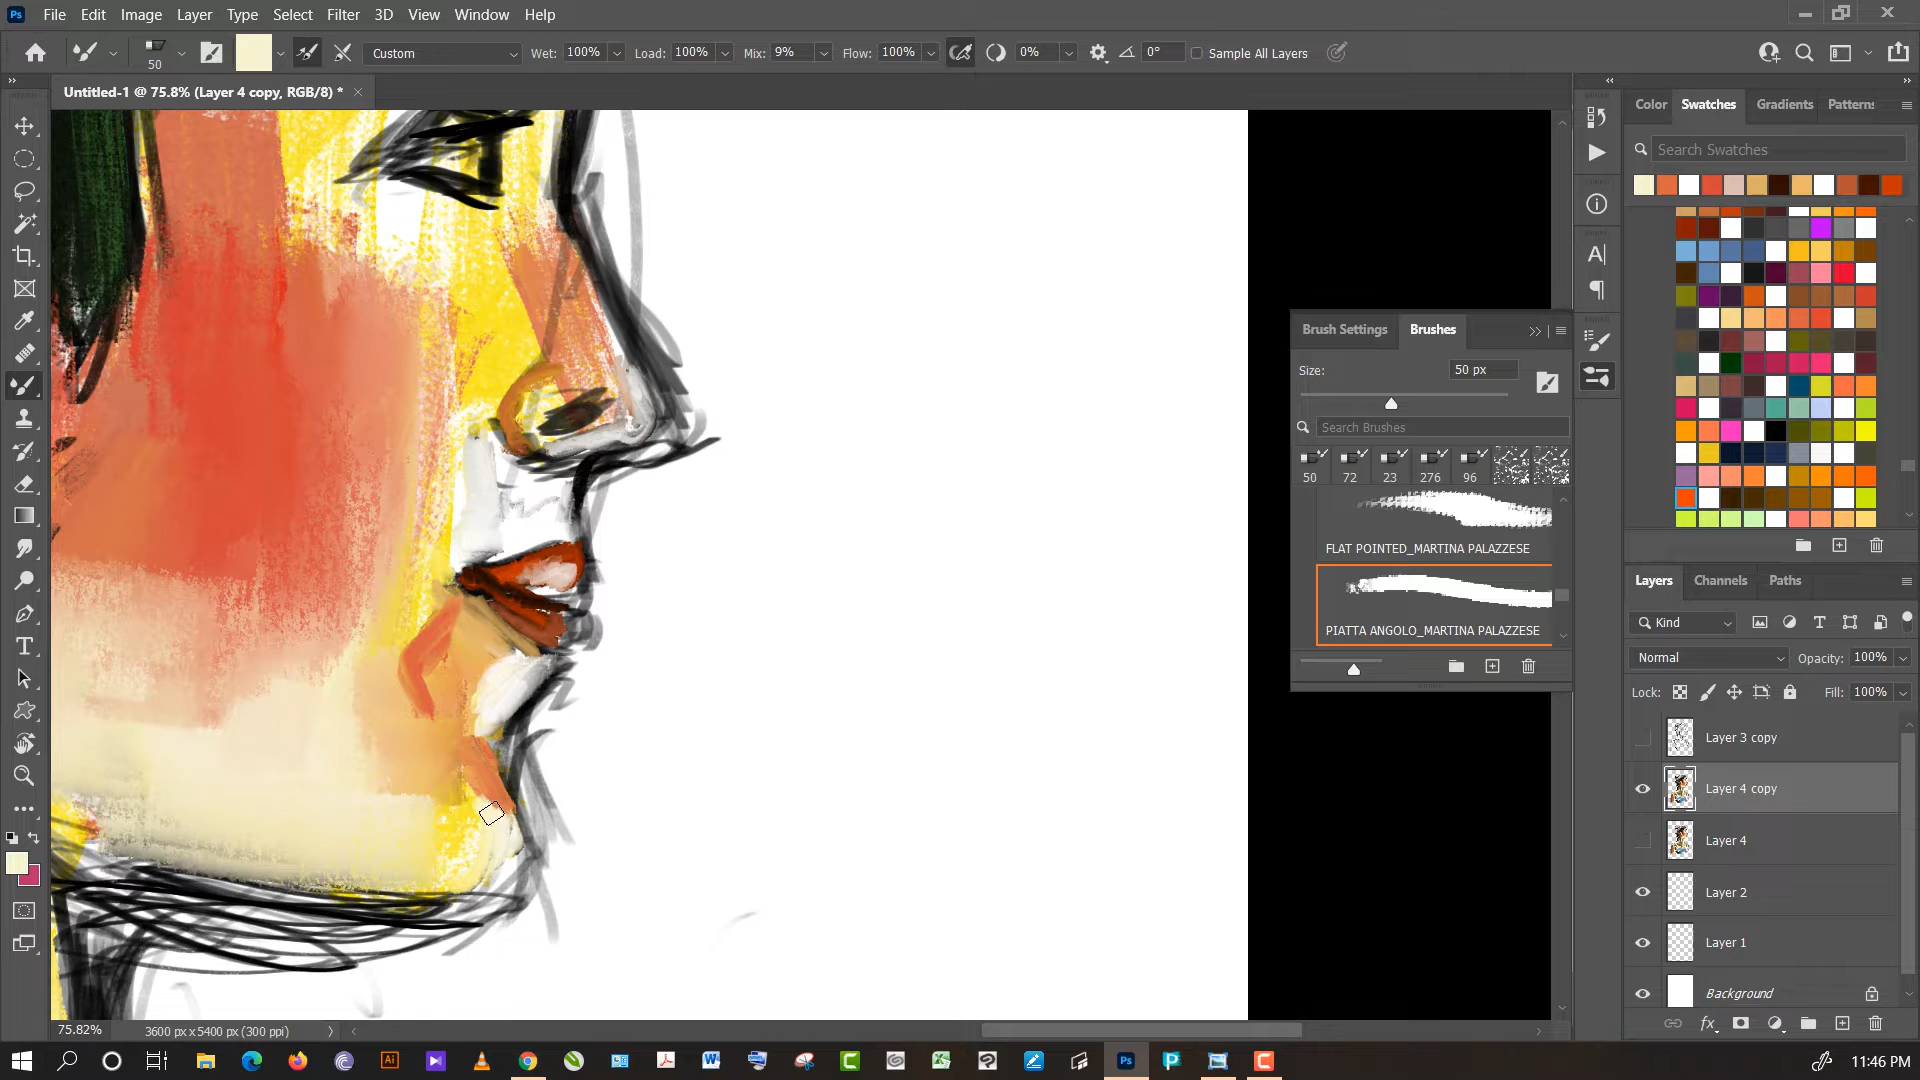 Ps File Edit Image Layer Type Select Filter 3D View Window Help
50 Custom Wet: 100% Load: 100% Mix: 9% Flow: 100% 0% 0° Sample All Layers
Untitled-1 @ 75.8% (Layer 4 copy, RGB/8) *
Color Swatches Gradients Patterns
Search Swatches
Brush Settings Brushes
Size: 50 px
Search Brushes
50 72 23 276 96
FLAT POINTED_MARTINA PALAZZESE
PIATTA ANGOLO_MARTINA PALAZZESE
Layers Channels Paths
Kind
Normal Opacity: 100%
Lock: Fill: 100%
Layer 3 copy
Layer 4 copy
Layer 4
Layer 2
Layer 1
Background
fx
75.82% 3600 px x 5400 px (300 ppi)
Ai
Ps
11:46 PM